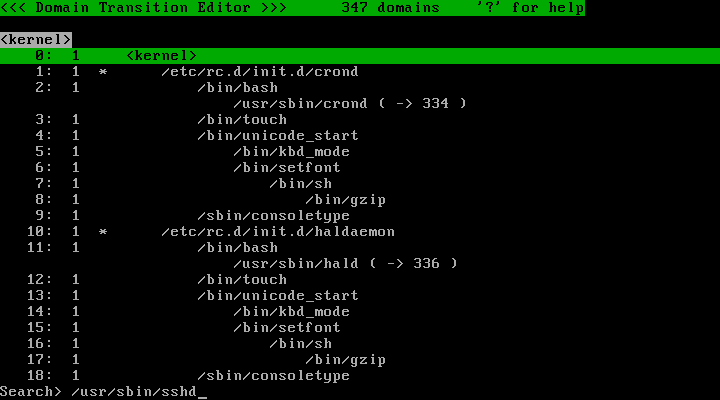 <<< Domain Transition Editor >>>      347 domains    '?' for help
<kernel>
    0:  1     <kernel>
    1:  1  *      /etc/rc.d/init.d/crond
    2:  1             /bin/bash
                          /usr/sbin/crond ( -> 334 )
    3:  1             /bin/touch
    4:  1             /bin/unicode_start
    5:  1                 /bin/kbd_mode
    6:  1                 /bin/setfont
    7:  1                     /bin/sh
    8:  1                         /bin/gzip
    9:  1             /sbin/consoletype
   10:  1  *      /etc/rc.d/init.d/haldaemon
   11:  1             /bin/bash
                          /usr/sbin/hald ( -> 336 )
   12:  1             /bin/touch
   13:  1             /bin/unicode_start
   14:  1                 /bin/kbd_mode
   15:  1                 /bin/setfont
   16:  1                     /bin/sh
   17:  1                         /bin/gzip
   18:  1             /sbin/consoletype
Search> /usr/sbin/sshd_